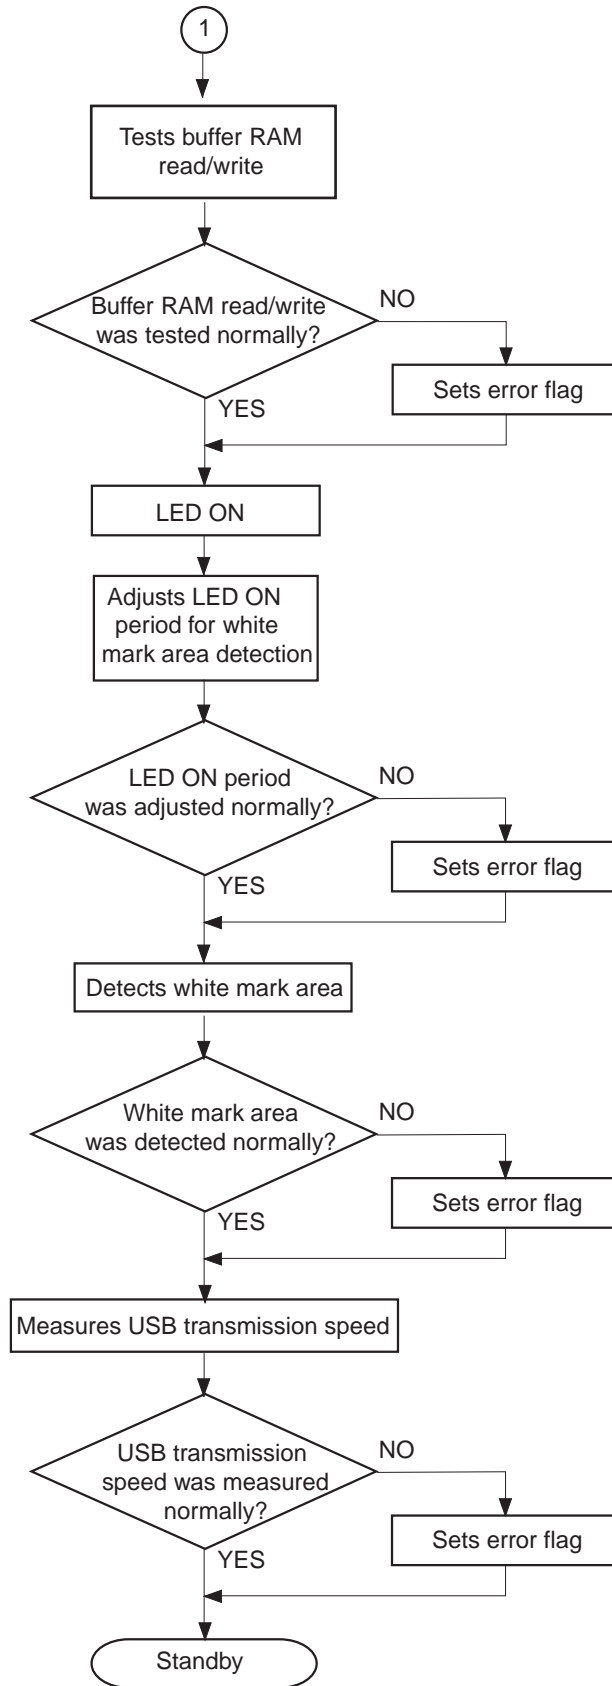 1
Tests buffer RAM
read/write
Buffer RAM read/write
was tested normally?
NO
Sets error flag
YES
LED ON
Adjusts LED ON
period for white
mark area detection
LED ON period
was adjusted normally?
NO
Sets error flag
YES
Detects white mark area
White mark area
was detected normally?
NO
Sets error flag
YES
Measures USB transmission speed
USB transmission
speed was measured
normally?
NO
Sets error flag
YES
Standby